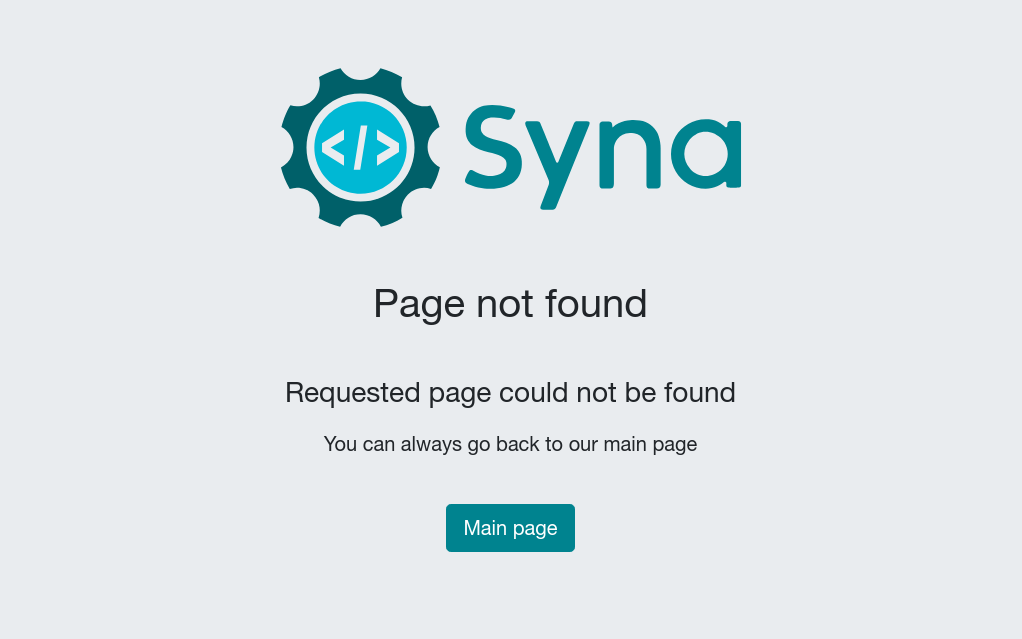 </> Syna
Page not found
Requested page could not be found
You can always go back to our main page
Main page